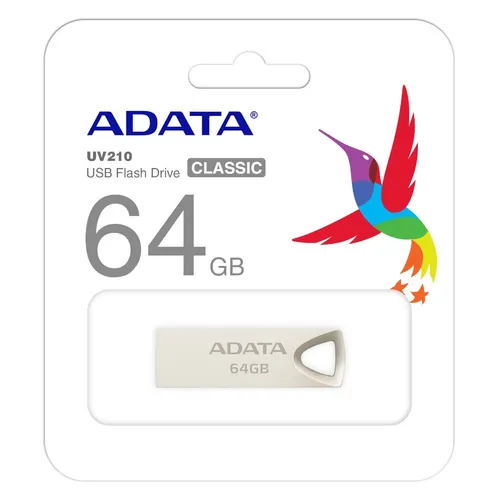 ADATA®
UV210
USB Flash Drive CLASSIC
64 GB
ADATA
64GB